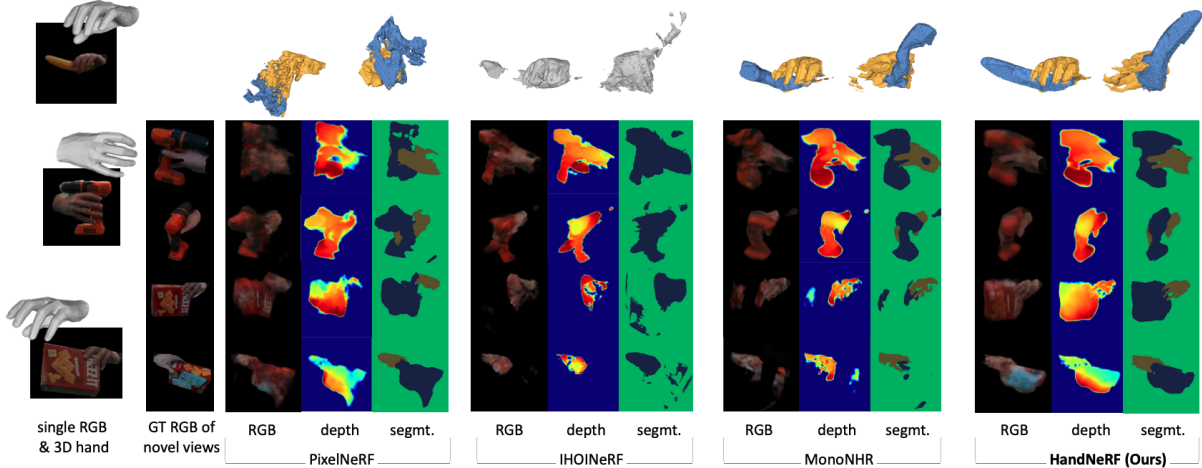 single RGB
& 3D hand
GT RGB of
novel views
RGB depth segmt.
PixelNeRF
RGB depth segmt.
IHOINeRF
RGB depth segmt.
MonoNHR
RGB depth segmt.
HandNeRF (Ours)